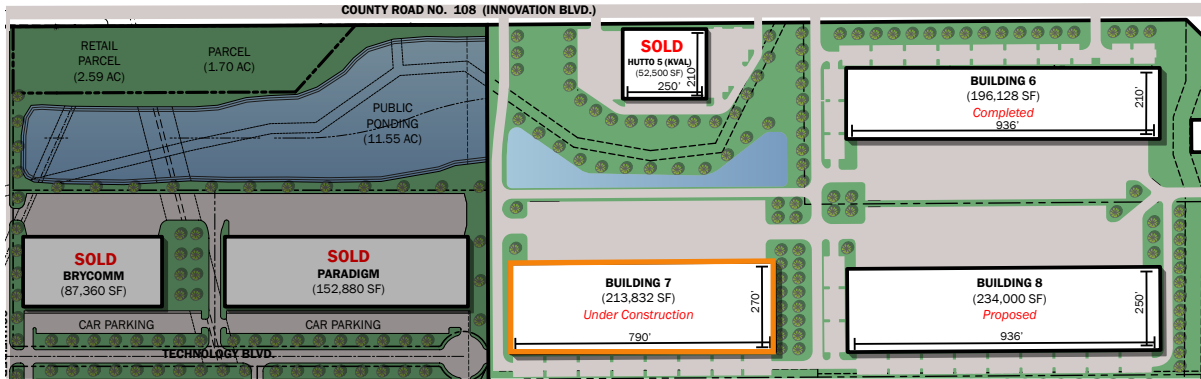 COUNTY ROAD NO. 108 (INNOVATION BLVD.)
RETAIL
PARCEL
(2.59 AC)
PARCEL
(1.70 AC)
PUBLIC
PONDING
(11.55 AC)
SOLD
HUTTO 5 (KVAL)
(52,500 SF)
250'
210'
BUILDING 6
(196,128 SF)
Completed
936'
210'
SOLD
BRYCOMM
(87,360 SF)
SOLD
PARADIGM
(152,880 SF)
BUILDING 7
(213,832 SF)
Under Construction
790'
270'
BUILDING 8
(234,000 SF)
Proposed
936'
250'
CAR PARKING
CAR PARKING
TECHNOLOGY BLVD.